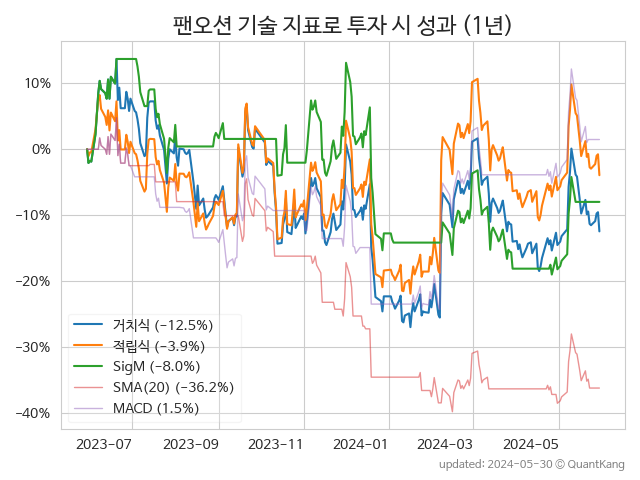 팬오션 기술 지표로 투자 시 성과 (1년)
10%
0%
−10%
−20%
−30%
−40%
거치식 (−12.5%)
적립식 (−3.9%)
SigM (−8.0%)
SMA(20) (−36.2%)
MACD (1.5%)
2023−07
2023−09
2023−11
2024−01
2024−03
2024−05
updated: 2024−05−30 © QuantKang